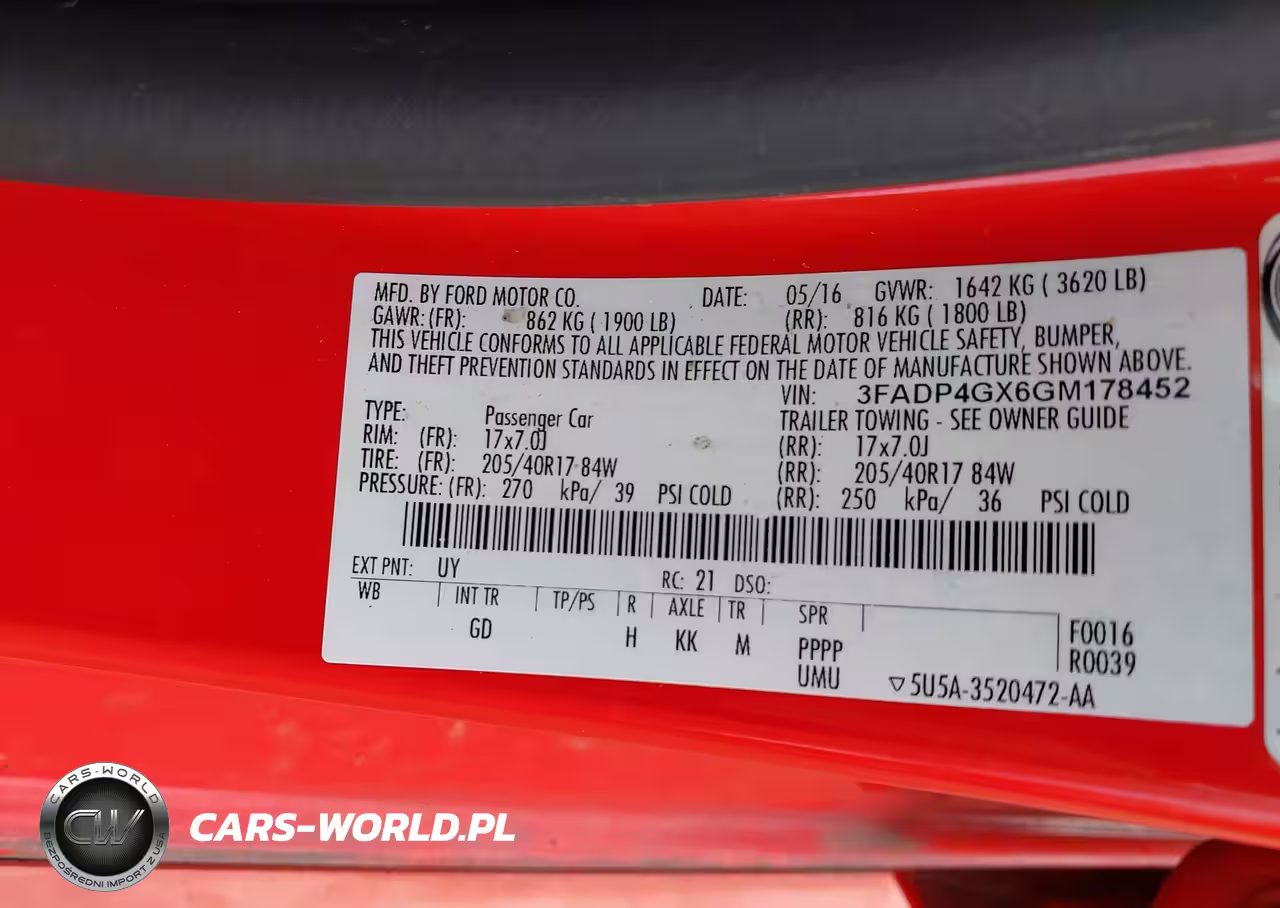 MFD. BY FORD MOTOR CO. DATE: 05/16 GVWR: 1642 KG ( 3620 LB)
GAWR: (FR): 862 KG ( 1900 LB) (RR): 816 KG ( 1800 LB)
THIS VEHICLE CONFORMS TO ALL APPLICABLE FEDERAL MOTOR VEHICLE SAFETY, BUMPER,
AND THEFT PREVENTION STANDARDS IN EFFECT ON THE DATE OF MANUFACTURE SHOWN ABOVE.
VIN: 3FADP4GX6GM178452
TYPE: Passenger Car TRAILER TOWING - SEE OWNER GUIDE
RIM: (FR): 17x7.0J (RR): 17x7.0J
TIRE: (FR): 205/40R17 84W (RR): 205/40R17 84W
PRESSURE: (FR): 270 kPa/ 39 PSI COLD (RR): 250 kPa/ 36 PSI COLD
EXT PNT: UY RC: 21 DSO:
WB INT TR TP/PS R AXLE TR SPR
GD H KK M PPPP F0016
UMU R0039
▽5U5A-3520472-AA
CARS-WORLD
CW
BEZPOŚREDNI IMPORT Z USA
CARS-WORLD.PL